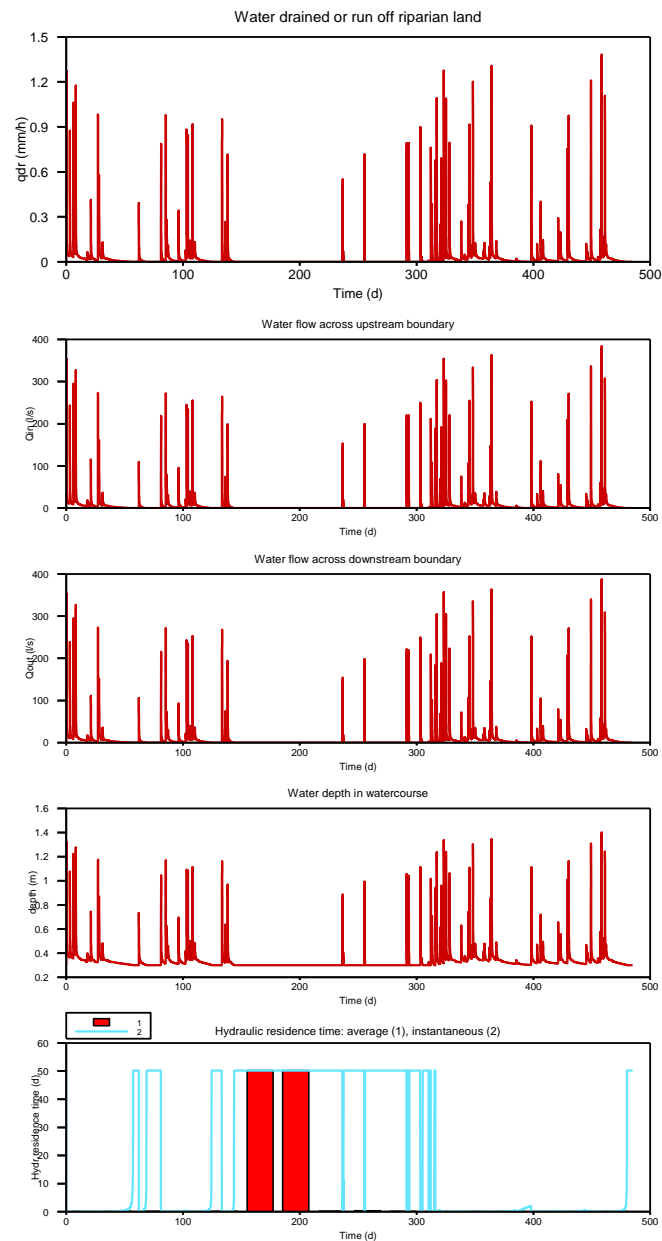 Water drained or run off riparian land
1.5
1.2
0.9
0.6
0.3
0
qdr (mm/h)
0 100 200 300 400 500
Time (d)
Water flow across upstream boundary
400
300
200
100
0
Qin (l/s)
0 100 200 300 400 500
Time (d)
Water flow across downstream boundary
400
300
200
100
0
Qout (l/s)
0 100 200 300 400 500
Time (d)
Water depth in watercourse
1.6
1.4
1.2
1
0.8
0.6
0.4
0.2
depth (m)
0 100 200 300 400 500
Time (d)
1
2
Hydraulic residence time: average (1), instantaneous (2)
60
50
40
30
20
10
0
Hydr residence time (d)
0 100 200 300 400 500
Time (d)